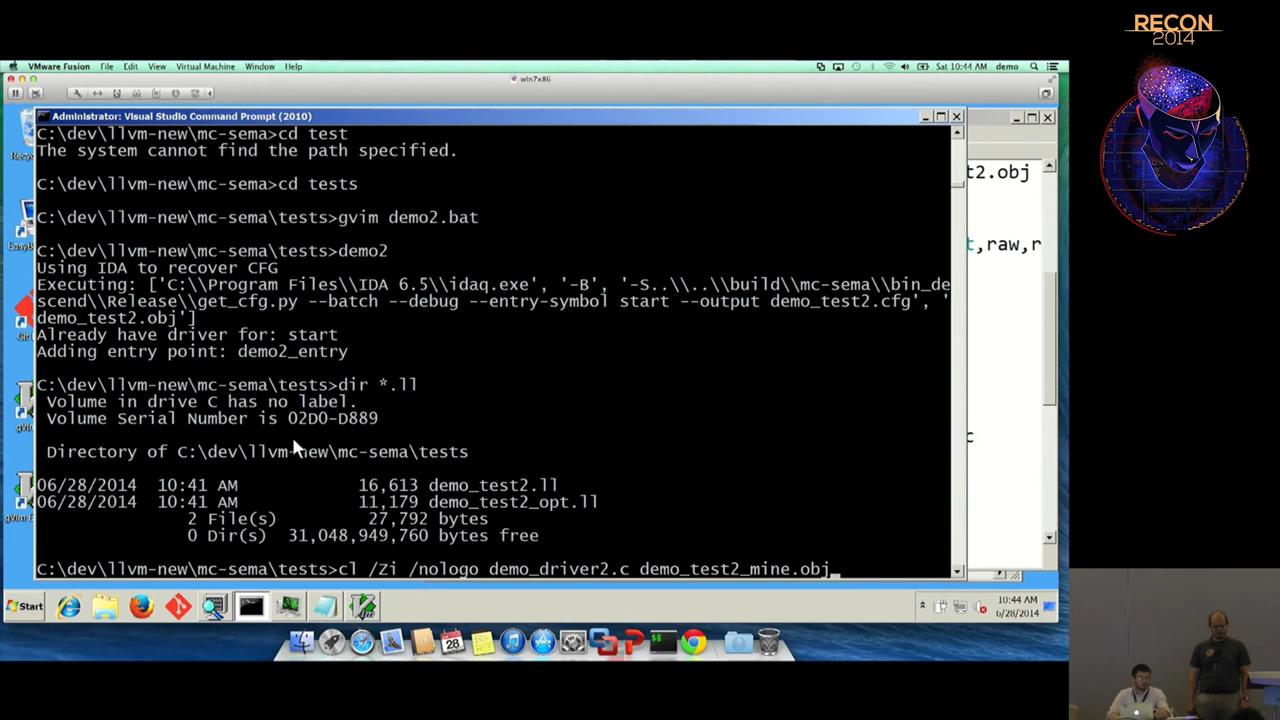 RECON
2014
VMware Fusion File Edit View Virtual Machine Window Help
Sat 10:44 AM demo
win7x86
Administrator: Visual Studio Command Prompt (2010)
C:\dev\llvm-new\mc-sema>cd test
The system cannot find the path specified.
C:\dev\llvm-new\mc-sema>cd tests
C:\dev\llvm-new\mc-sema\tests>gvim demo2.bat
C:\dev\llvm-new\mc-sema\tests>demo2
Using IDA to recover CFG
Executing: ['C:\\Program Files\\IDA 6.5\\idaq.exe', '-B', '-S..\\..\\build\\mc-sema\\bin_de
scend\\Release\\get_cfg.py --batch --debug --entry-symbol start --output demo_test2.cfg', '
demo_test2.obj']
Already have driver for: start
Adding entry point: demo2_entry
C:\dev\llvm-new\mc-sema\tests>dir *.ll
Volume in drive C has no label.
Volume Serial Number is 02D0-D889
Directory of C:\dev\llvm-new\mc-sema\tests
06/28/2014 10:41 AM 16,613 demo_test2.ll
06/28/2014 10:41 AM 11,179 demo_test2_opt.ll
2 File(s) 27,792 bytes
0 Dir(s) 31,048,949,760 bytes free
C:\dev\llvm-new\mc-sema\tests>cl /Zi /nologo demo_driver2.c demo_test2_mine.obj_
t2.obj
t,raw,r
c
Start
10:44 AM
6/28/2014
28